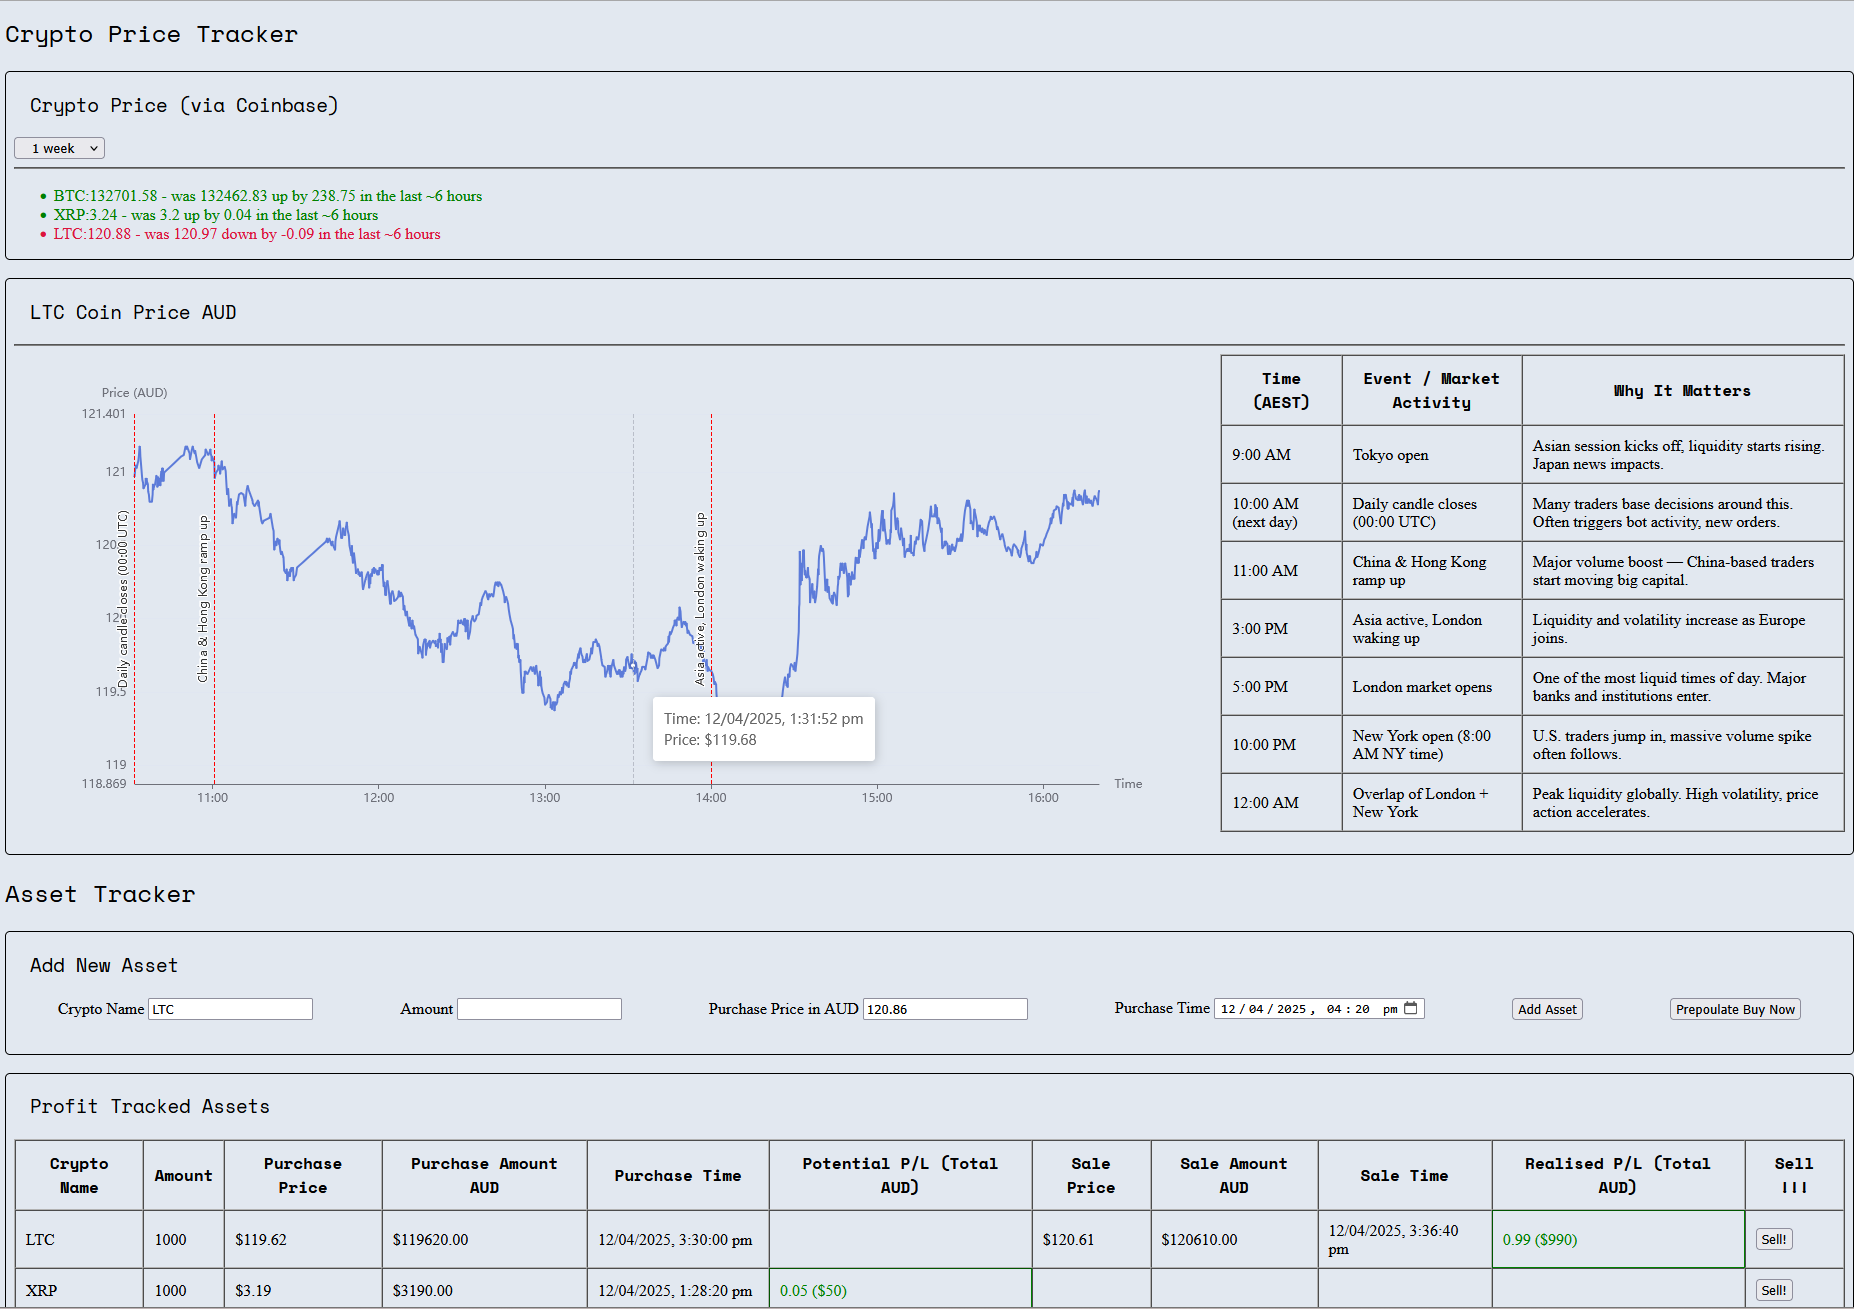 Crypto Price Tracker
Crypto Price (via Coinbase)
1 week
BTC:132701.58 - was 132462.83 up by 238.75 in the last ~6 hours
XRP:3.24 - was 3.2 up by 0.04 in the last ~6 hours
LTC:120.88 - was 120.97 down by -0.09 in the last ~6 hours
LTC Coin Price AUD
Price (AUD)
121.401
121
120
119.5
119
118.869
Daily candle closes (00:00 UTC)
China & Hong Kong ramp up
Asia active, London waking up
Time: 12/04/2025, 1:31:52 pm
Price: $119.68
11:00
12:00
13:00
14:00
15:00
16:00
Time
Time (AEST)
Event / Market Activity
Why It Matters
9:00 AM
Tokyo open
Asian session kicks off, liquidity starts rising.
Japan news impacts.
10:00 AM
(next day)
Daily candle closes
(00:00 UTC)
Many traders base decisions around this.
Often triggers bot activity, new orders.
11:00 AM
China & Hong Kong
ramp up
Major volume boost — China-based traders
start moving big capital.
3:00 PM
Asia active, London
waking up
Liquidity and volatility increase as Europe
joins.
5:00 PM
London market opens
One of the most liquid times of day. Major
banks and institutions enter.
10:00 PM
New York open (8:00
AM NY time)
U.S. traders jump in, massive volume spike
often follows.
12:00 AM
Overlap of London +
New York
Peak liquidity globally. High volatility, price
action accelerates.
Asset Tracker
Add New Asset
Crypto Name LTC
Amount
Purchase Price in AUD 120.86
Purchase Time 12/04/2025, 04:20 pm
Add Asset
Prepoulate Buy Now
Profit Tracked Assets
Crypto Name
Amount
Purchase Price
Purchase Amount AUD
Purchase Time
Potential P/L (Total AUD)
Sale Price
Sale Amount AUD
Sale Time
Realised P/L (Total AUD)
Sell !!!
LTC
1000
$119.62
$119620.00
12/04/2025, 3:30:00 pm
$120.61
$120610.00
12/04/2025, 3:36:40
pm
0.99 ($990)
Sell!
XRP
1000
$3.19
$3190.00
12/04/2025, 1:28:20 pm
0.05 ($50)
Sell!